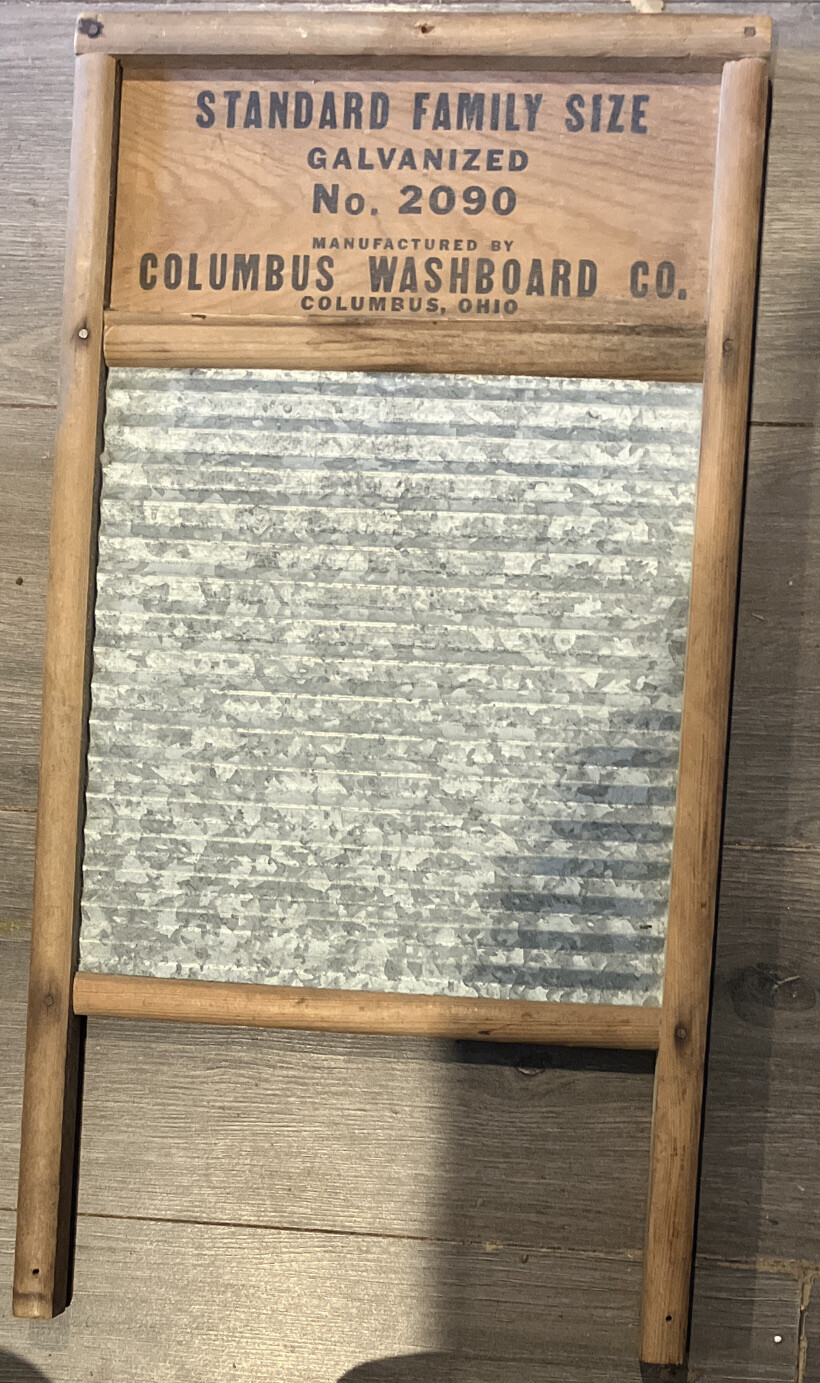 STANDARD FAMILY SIZE
GALVANIZED
No. 2090
MANUFACTURED BY
COLUMBUS WASHBOARD CO.
COLUMBUS, OHIO